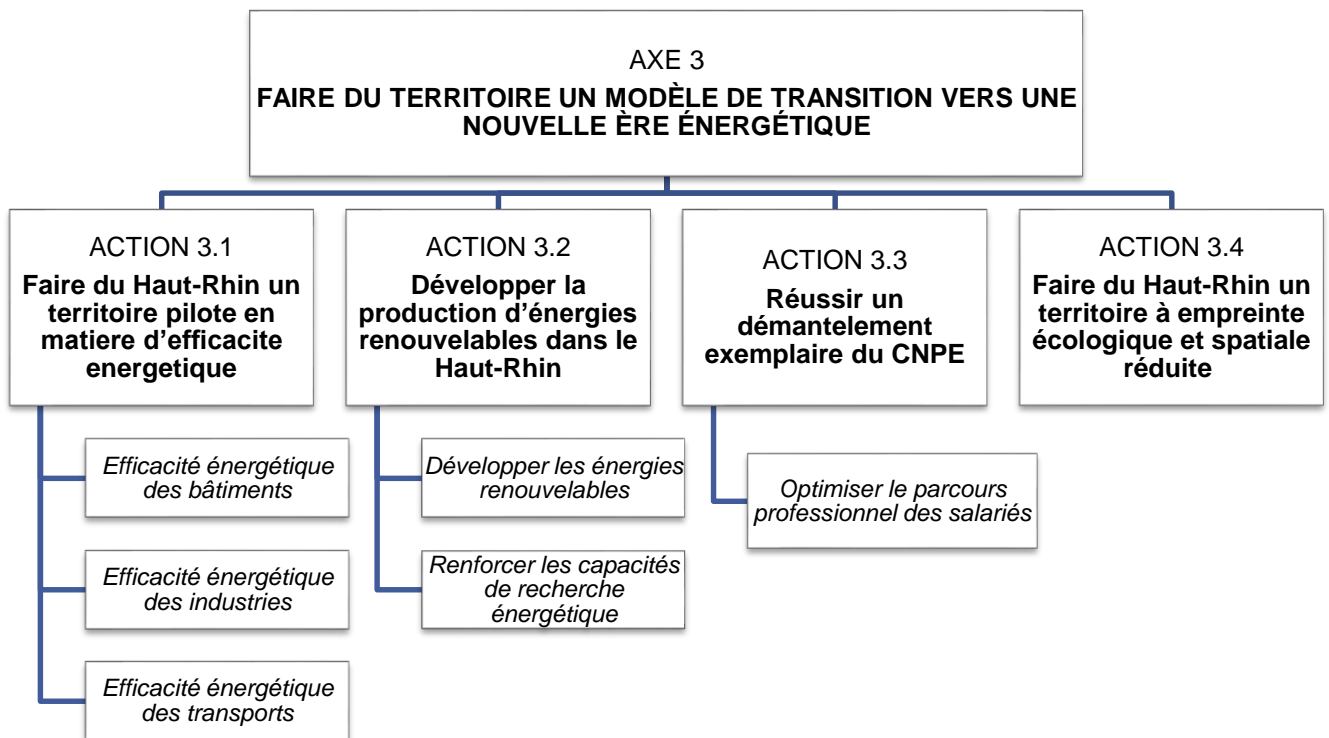 AXE 3
FAIRE DU TERRITOIRE UN MODÈLE DE TRANSITION VERS UNE
NOUVELLE ÈRE ÉNERGÉTIQUE
ACTION 3.1
Faire du Haut-Rhin un
territoire pilote en
matiere d'efficacite
energetique
Efficacité énergétique
des bâtiments
Efficacité énergétique
des industries
Efficacité énergétique
des transports
ACTION 3.2
Développer la
production d'énergies
renouvelables dans le
Haut-Rhin
Développer les énergies
renouvelables
Renforcer les capacités
de recherche
énergétique
ACTION 3.3
Réussir un
démantelement
exemplaire du CNPE
Optimiser le parcours
professionnel des salariés
ACTION 3.4
Faire du Haut-Rhin un
territoire à empreinte
écologique et spatiale
réduite